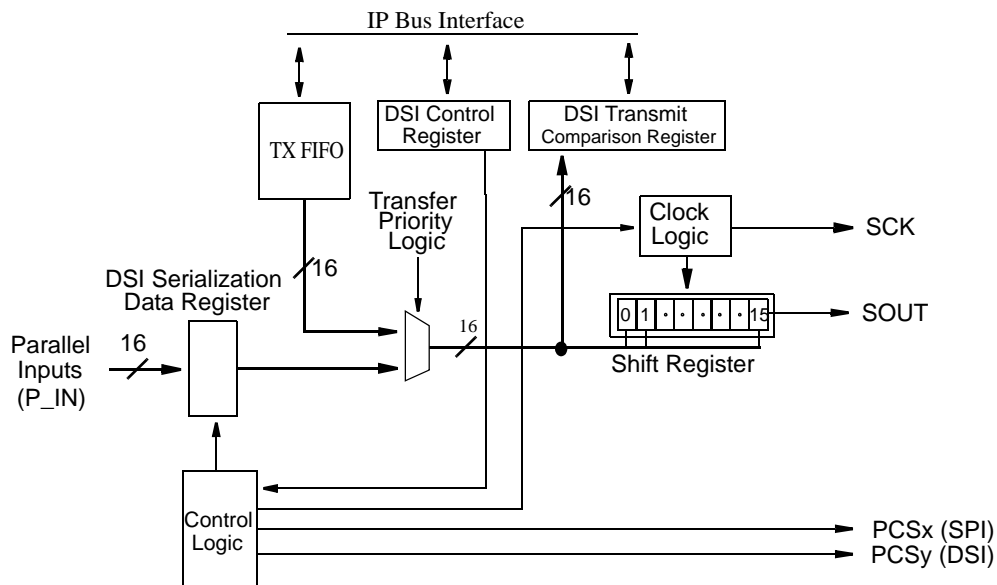 IP Bus Interface
TX FIFO
DSI Control
Register
DSI Transmit
Comparison Register
16
Transfer
Priority
Logic
Clock
Logic
SCK
16
DSI Serialization
Data Register
0 1 · · · · · 15
SOUT
Parallel
Inputs
(P_IN)
16
16
Shift Register
Control
Logic
PCSx (SPI)
PCSy (DSI)